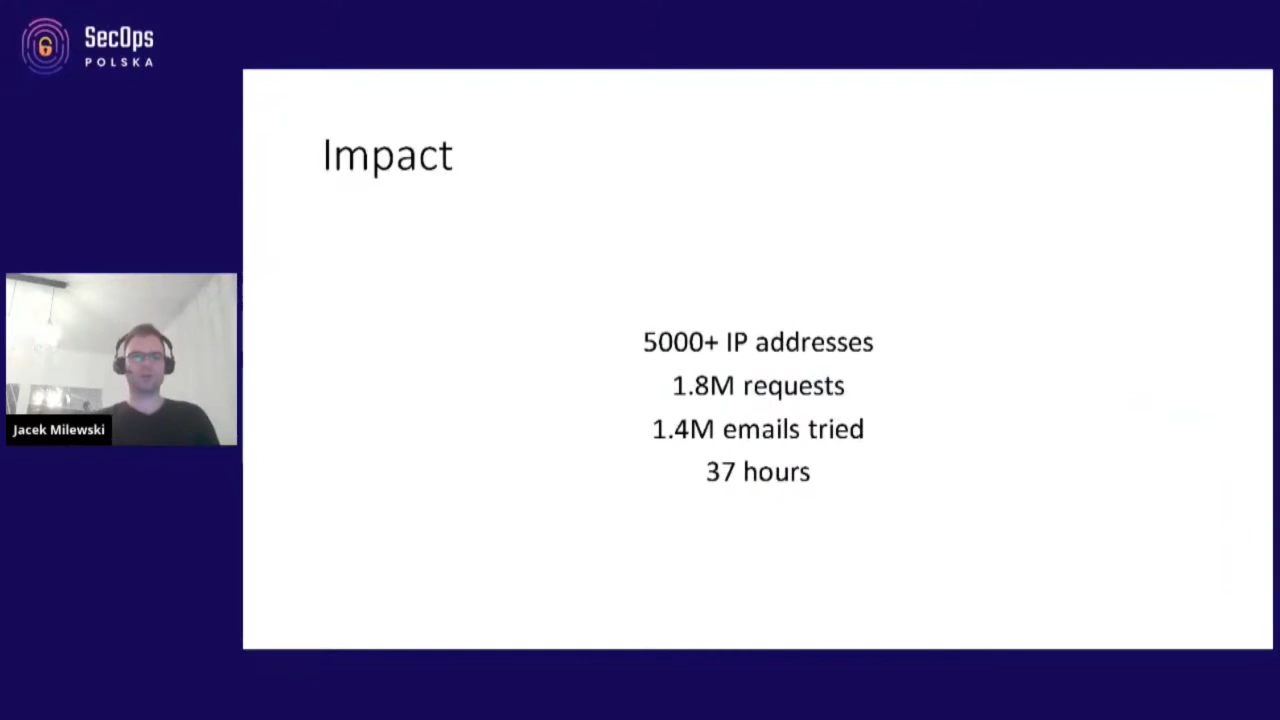 SecOps
POLSKA
Impact
5000+ IP addresses
1.8M requests
1.4M emails tried
37 hours
Jacek Milewski